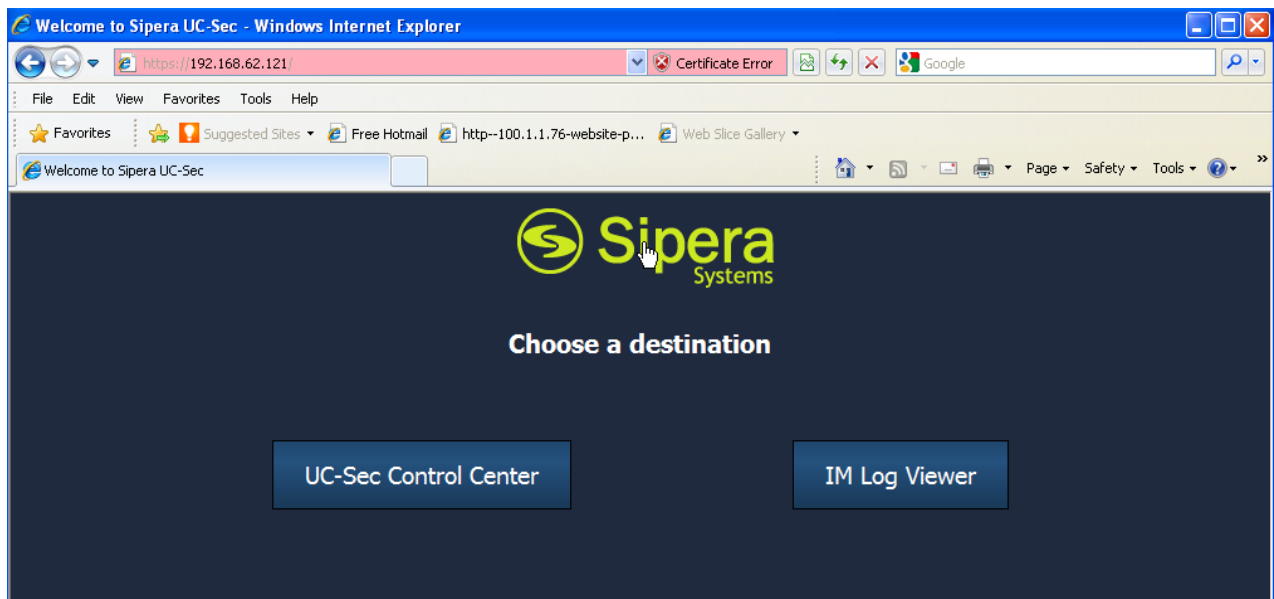 Welcome to Sipera UC-Sec - Windows Internet Explorer
https://192.168.62.121/ Certificate Error Google
File Edit View Favorites Tools Help
Favorites Suggested Sites Free Hotmail http--100.1.1.76-website-p... Web Slice Gallery
Welcome to Sipera UC-Sec Page Safety Tools »
Sipera
Systems
Choose a destination
UC-Sec Control Center IM Log Viewer